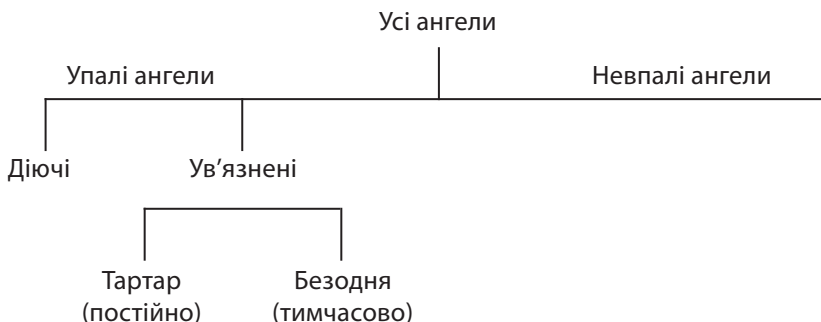 Усі ангели
Упалі ангели
Невпалі ангели
Діючі
Ув’язнені
Тартар
(постійно)
Безодня
(тимчасово)